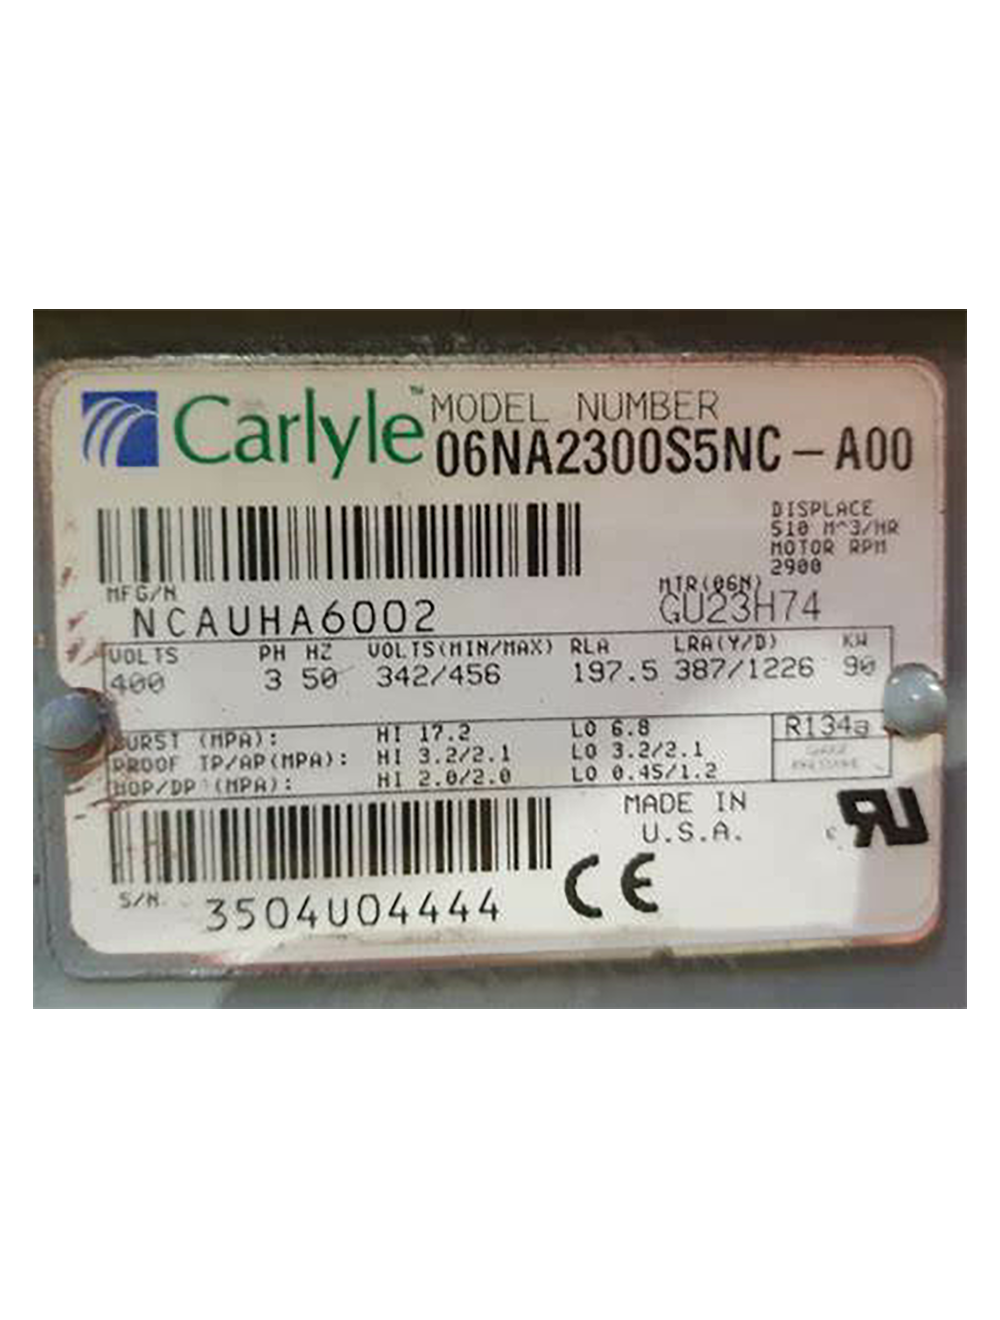 Carlyle™ MODEL NUMBER
06NA2300S5NC - A00
DISPLACE
510 M^3/HR
MOTOR RPM
2900
MFG/N
NCAUHA6002
MTR(06N)
GU23H74
VOLTS PH HZ VOLTS(MIN/MAX) RLA LRA(Y/D) KW
400 3 50 342/456 197.5 387/1226 90
BURST (MPA): HI 17.2 LO 6.8
PROOF TP/AP(MPA): HI 3.2/2.1 LO 3.2/2.1
MOP/DP (MPA): HI 2.0/2.0 LO 0.45/1.2
R134a
PRESSURE
MADE IN
U.S.A.
c RU
CE
S/N
3504U04444